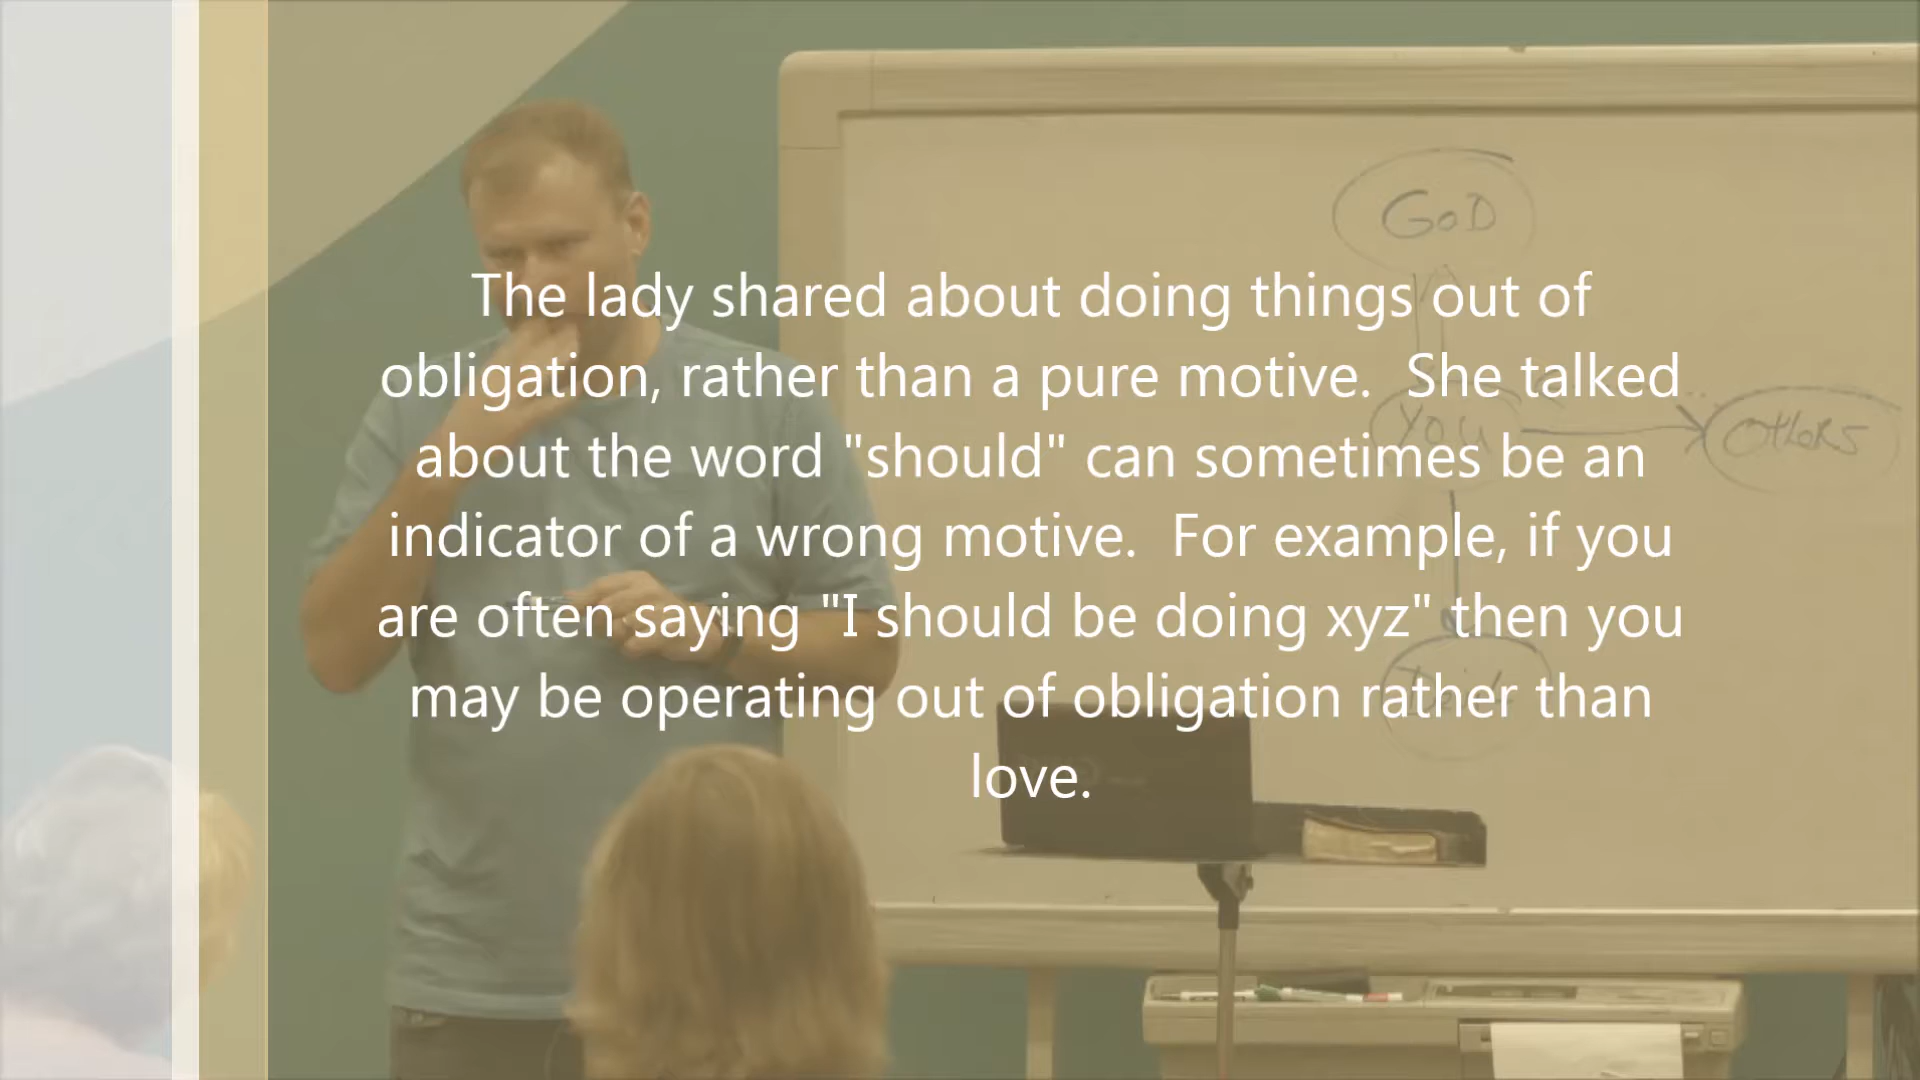 GOD
The lady shared about doing things out of
obligation, rather than a pure motive.  She talked
YOU
OTHERS
about the word "should" can sometimes be an
indicator of a wrong motive.  For example, if you
are often saying "I should be doing xyz" then you
may be operating out of obligation rather than
love.